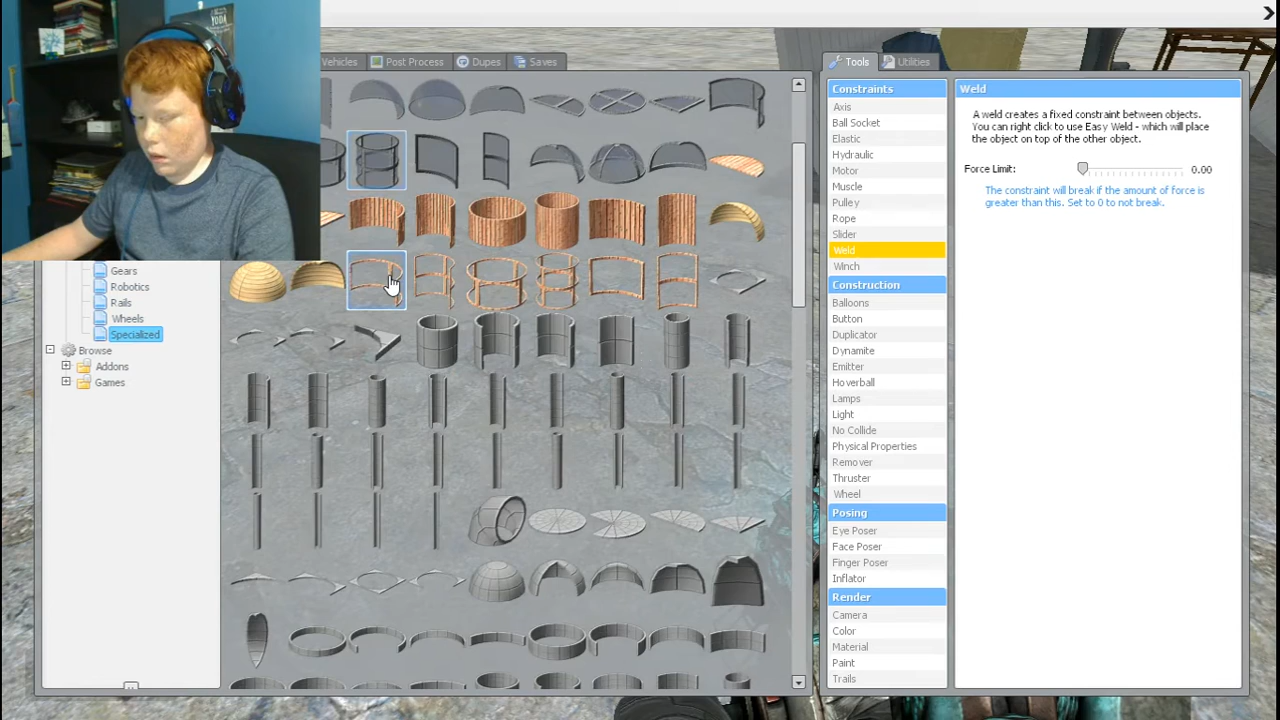 YODA
Vehicles
Post Process
Dupes
Saves
Tools
Utilities
Gears
Robotics
Rails
Wheels
Specialized
Browse
Addons
Games
Constraints
Axis
Ball Socket
Elastic
Hydraulic
Motor
Muscle
Pulley
Rope
Slider
Weld
Winch
Construction
Balloons
Button
Duplicator
Dynamite
Emitter
Hoverball
Lamps
Light
No Collide
Physical Properties
Remover
Thruster
Wheel
Posing
Eye Poser
Face Poser
Finger Poser
Inflator
Render
Camera
Color
Material
Paint
Trails
Weld
A weld creates a fixed constraint between objects.
You can right click to use Easy Weld - which will place
the object on top of the other object.
Force Limit:
0.00
The constraint will break if the amount of force is
greater than this. Set to 0 to not break.